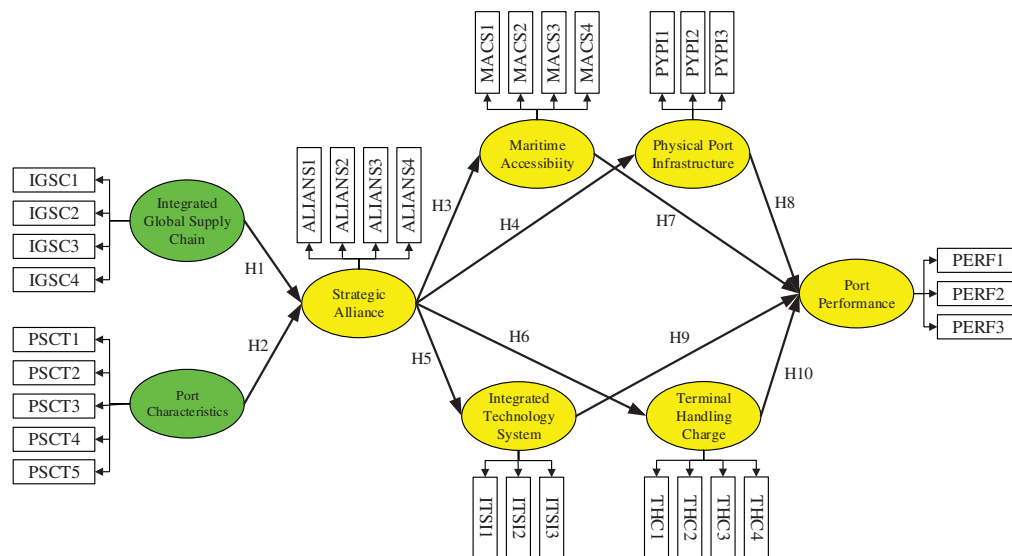 MACS1
MACS2
MACS3
MACS4
PYPI1
PYPI2
PYPI3
Maritime
Accessibiity
Physical Port
Infrastructure
ALIANS1
ALIANS2
ALIANS3
ALIANS4
IGSC1
IGSC2
IGSC3
IGSC4
Integrated
Global Supply
Chain
H1
H2
H3
H4
H5
H6
H7
H8
H9
H10
Strategic
Alliance
Port
Performance
PERF1
PERF2
PERF3
PSCT1
PSCT2
PSCT3
PSCT4
PSCT5
Port
Characteristics
Integrated
Technology
System
Terminal
Handling
Charge
ITSI1
ITSI2
ITSI3
THC1
THC2
THC3
THC4